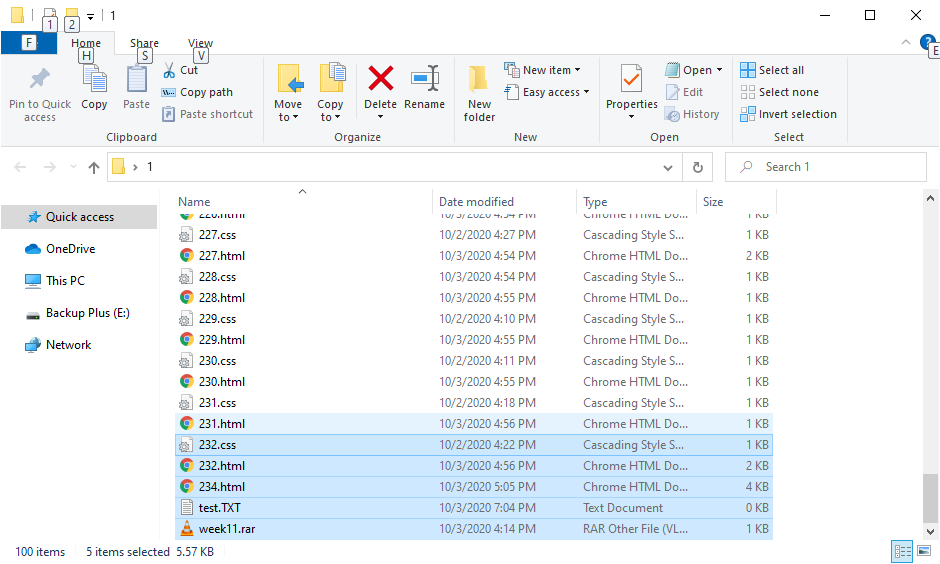 1 2 1
F Home Share View
H S V E
Pin to Quick access
Copy
Paste
Cut
Copy path
Paste shortcut
Clipboard
Move to
Copy to
Delete
Rename
Organize
New folder
New item
Easy access
New
Properties
Open
Edit
History
Open
Select all
Select none
Invert selection
Select
1
Search 1
Quick access
OneDrive
This PC
Backup Plus (E:)
Network
Name Date modified Type Size
226.html 10/3/2020 4:54 PM Chrome HTML Do... 1 KB
227.css 10/2/2020 4:27 PM Cascading Style S... 1 KB
227.html 10/3/2020 4:54 PM Chrome HTML Do... 2 KB
228.css 10/3/2020 4:54 PM Cascading Style S... 1 KB
228.html 10/3/2020 4:55 PM Chrome HTML Do... 1 KB
229.css 10/2/2020 4:10 PM Cascading Style S... 1 KB
229.html 10/3/2020 4:55 PM Chrome HTML Do... 1 KB
230.css 10/2/2020 4:11 PM Cascading Style S... 1 KB
230.html 10/3/2020 4:55 PM Chrome HTML Do... 1 KB
231.css 10/2/2020 4:18 PM Cascading Style S... 1 KB
231.html 10/3/2020 4:56 PM Chrome HTML Do... 1 KB
232.css 10/2/2020 4:22 PM Cascading Style S... 1 KB
232.html 10/3/2020 4:56 PM Chrome HTML Do... 2 KB
234.html 10/3/2020 5:05 PM Chrome HTML Do... 4 KB
test.TXT 10/3/2020 7:04 PM Text Document 0 KB
week11.rar 10/3/2020 4:14 PM RAR Other File (VL... 1 KB
100 items 5 items selected 5.57 KB